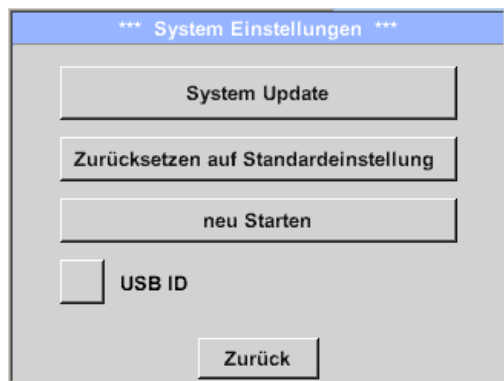 *** System Einstellungen ***
System Update
Zurücksetzen auf Standardeinstellung
neu Starten
USB ID
Zurück